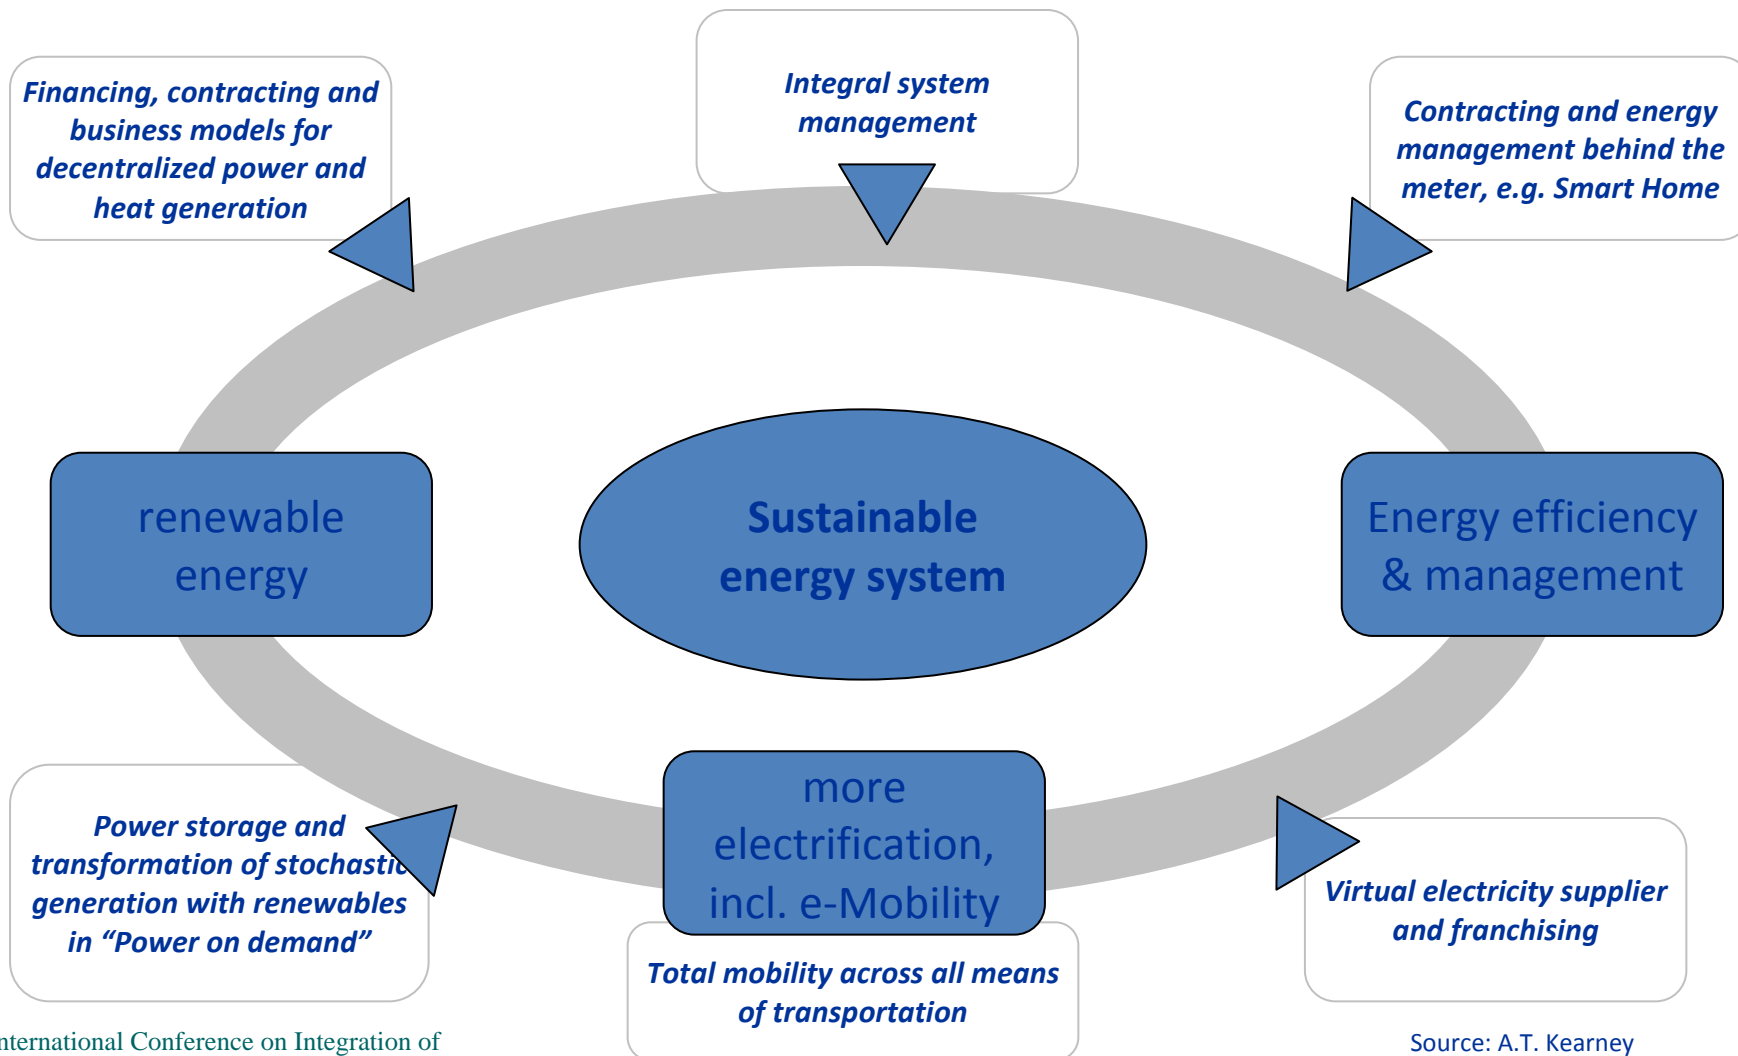 Financing, contracting and
business models for
decentralized power and
heat generation
Integral system
management
Contracting and energy
management behind the
meter, e.g. Smart Home
renewable
energy
Sustainable
energy system
Energy efficiency
& management
more
electrification,
incl. e-Mobility
Power storage and
transformation of stochastic
generation with renewables
in “Power on demand”
Total mobility across all means
of transportation
Virtual electricity supplier
and franchising
nternational Conference on Integration of
Source: A.T. Kearney